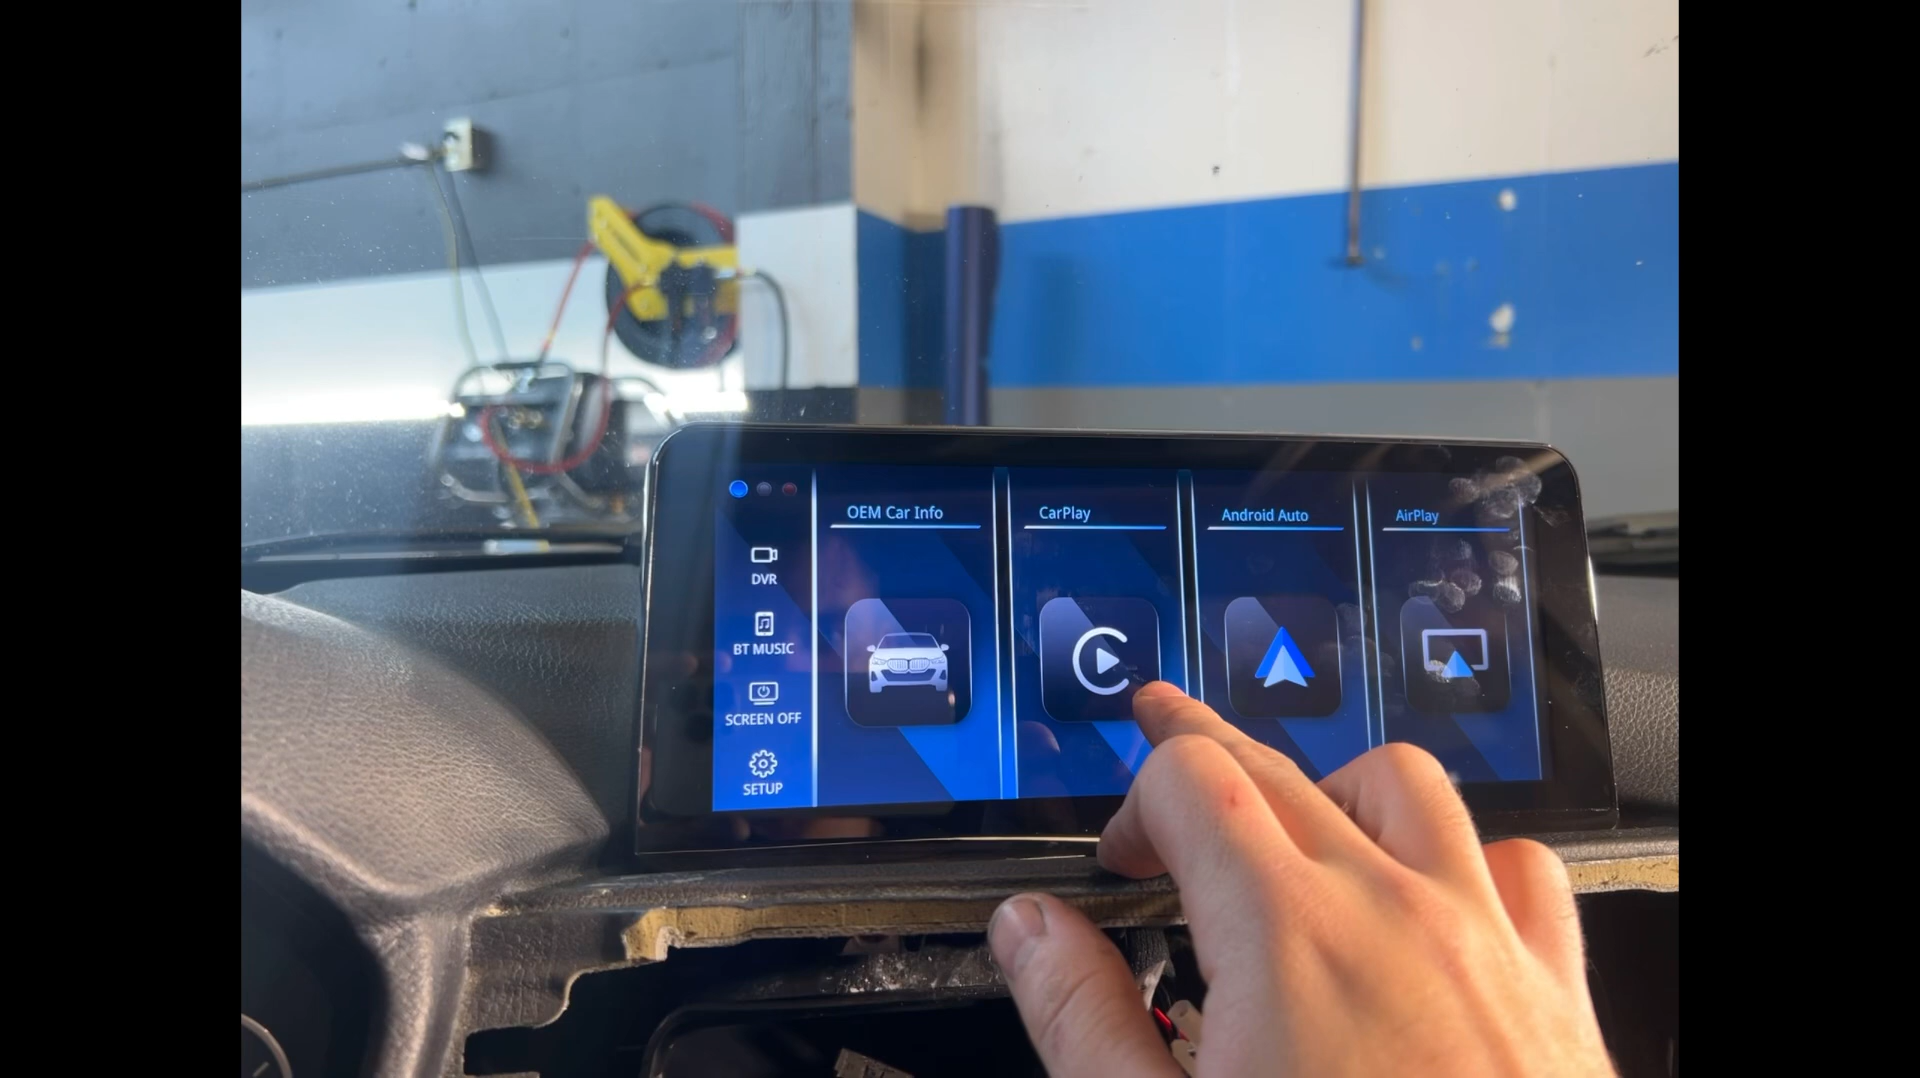 OEM Car Info
CarPlay
Android Auto
AirPlay
DVR
BT MUSIC
SCREEN OFF
SETUP